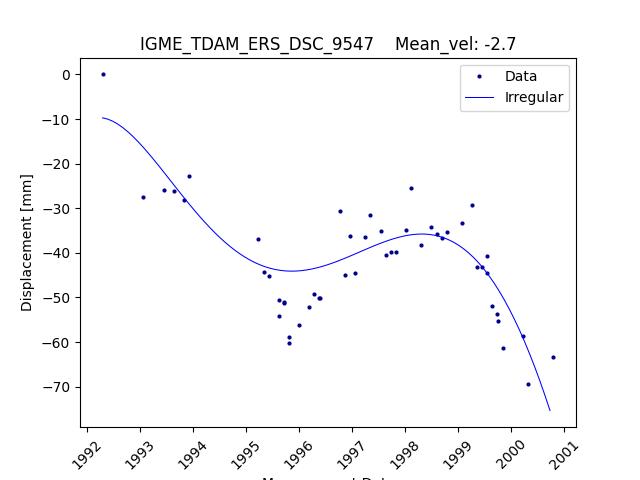 IGME_TDAM_ERS_DSC_9547    Mean_vel: -2.7
Data
Irregular
Displacement [mm]
0
−10
−20
−30
−40
−50
−60
−70
1992 1993 1994 1995 1996 1997 1998 1999 2000 2001